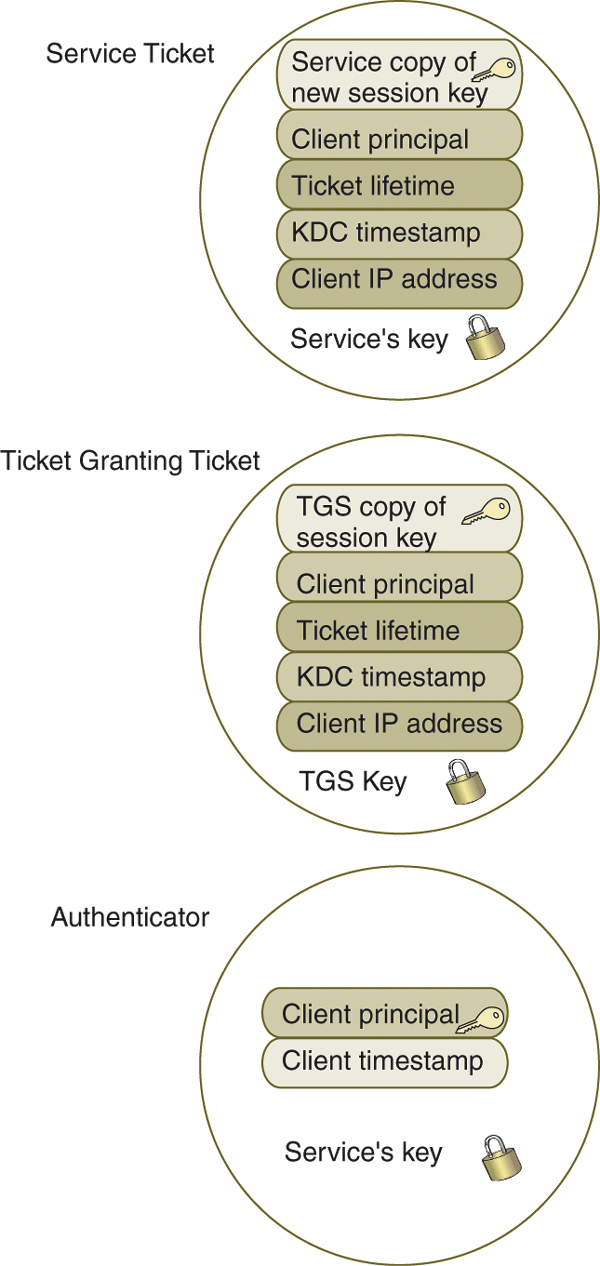 Service Ticket
Service copy of
new session key
Client principal
Ticket lifetime
KDC timestamp
Client IP address
Service's key
Ticket Granting Ticket
TGS copy of
session key
Client principal
Ticket lifetime
KDC timestamp
Client IP address
TGS Key
Authenticator
Client principal
Client timestamp
Service's key